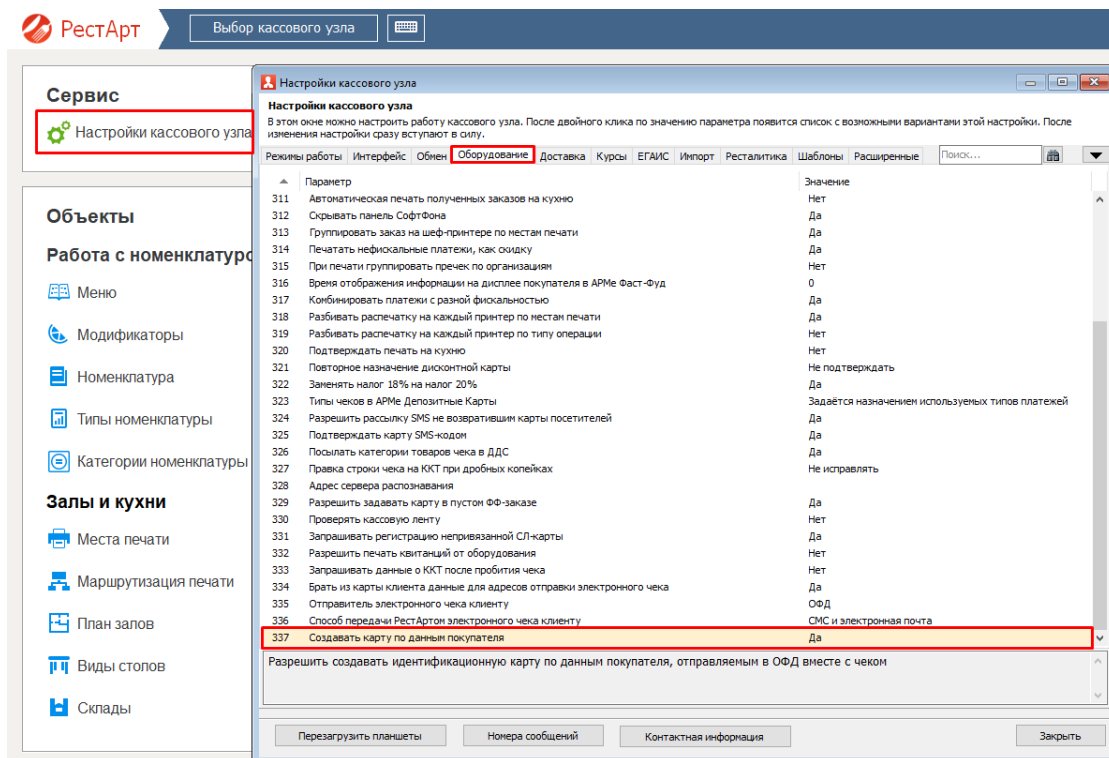 РестАрт
Выбор кассового узла
Сервис
Настройки кассового узла
Объекты
Работа с номенклатуро
Меню
Модификаторы
Номенклатура
Типы номенклатуры
Категории номенклатуры
Залы и кухни
Места печати
Маршрутизация печати
План залов
Виды столов
Склады
Настройки кассового узла
Настройки кассового узла
В этом окне можно настроить работу кассового узла. После двойного клика по значению параметра появится список с возможными вариантами этой настройки. После
изменения настройки сразу вступают в силу.
Режимы работы Интерфейс Обмен Оборудование Доставка Курсы ЕГАИС Импорт Ресталитика Шаблоны Расширенные Поиск...
Параметр Значение
311 Автоматическая печать полученных заказов на кухню Нет
312 Скрывать панель СофтФона Да
313 Группировать заказ на шеф-принтере по местам печати Да
314 Печатать нефискальные платежи, как скидку Да
315 При печати группировать пречек по организациям Нет
316 Время отображения информации на дисплее покупателя в АРМе Фаст-Фуд 0
317 Комбинировать платежи с разной фискальностью Да
318 Разбивать распечатку на каждый принтер по местам печати Да
319 Разбивать распечатку на каждый принтер по типу операции Нет
320 Подтверждать печать на кухню Нет
321 Повторное назначение дисконтной карты Не подтверждать
322 Заменять налог 18% на налог 20% Да
323 Типы чеков в АРМе Депозитные Карты Задаётся назначением используемых типов платежей
324 Разрешить рассылку SMS не возвратившим карты посетителей Да
325 Подтверждать карту SMS-кодом Да
326 Посылать категории товаров чека в ДДС Да
327 Правка строки чека на ККТ при дробных копейках Не исправлять
328 Адрес сервера распознавания
329 Разрешить задавать карту в пустом ФФ-заказе Да
330 Проверять кассовую ленту Нет
331 Запрашивать регистрацию непривязанной СЛ-карты Да
332 Разрешить печать квитанций от оборудования Нет
333 Запрашивать данные о ККТ после пробития чека Нет
334 Брать из карты клиента данные для адресов отправки электронного чека Да
335 Отправитель электронного чека клиенту ОФД
336 Способ передачи РестАртом электронного чека клиенту СМС и электронная почта
337 Создавать карту по данным покупателя Да
Разрешить создавать идентификационную карту по данным покупателя, отправляемым в ОФД вместе с чеком
Перезагрузить планшеты Номера сообщений Контактная информация Закрыть